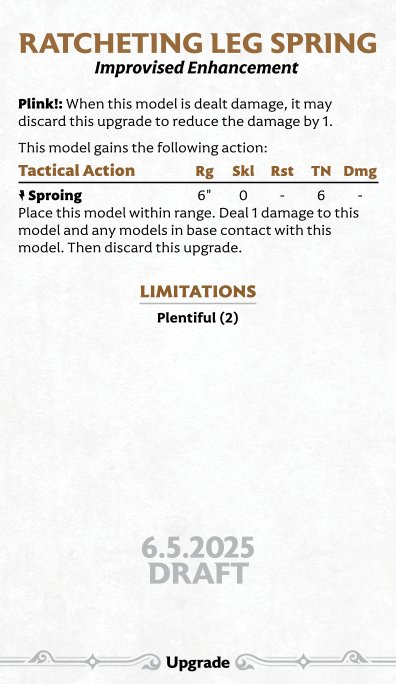 RATCHETING LEG SPRING
Improvised Enhancement
Plink!: When this model is dealt damage, it may
discard this upgrade to reduce the damage by 1.
This model gains the following action:
Tactical Action Rg Skl Rst TN Dmg
Sproing 6" 0 - 6 -
Place this model within range. Deal 1 damage to this
model and any models in base contact with this
model. Then discard this upgrade.
LIMITATIONS
Plentiful (2)
6.5.2025
DRAFT
Upgrade